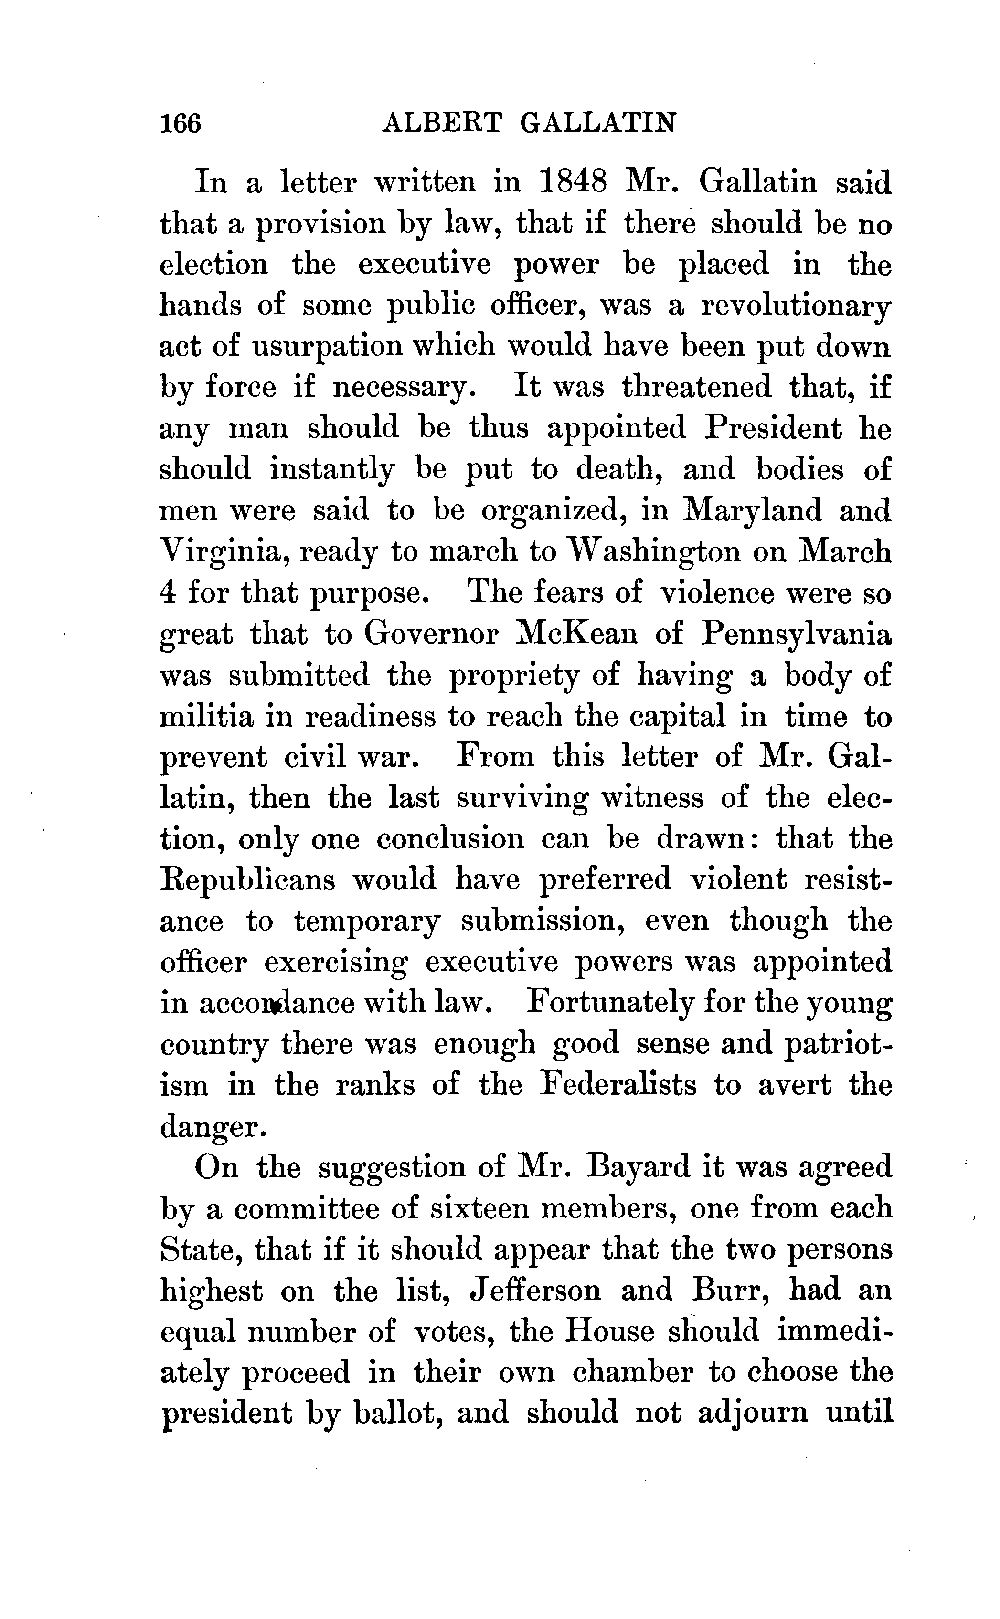 166 ALBERT GALLATIN
In a letter written in 1848 Mr. Gallatin said
that a provision by law, that if there should be no
election the executive power be placed in the
hands of some public officer, was a revolutionary
act of usurpation which would have been put down
by force if necessary. It was threatened that, if
any man should be thus appointed President he
should instantly be put to death, and bodies of
men were said to be organized, in Maryland and
Virginia, ready to march to Washington on March
4 for that purpose. The fears of violence were so
great that to Governor McKean of Pennsylvania
was submitted the propriety of having a body of
militia in readiness to reach the capital in time to
prevent civil war. From this letter of Mr. Gal-
latin, then the last surviving witness of the elec-
tion, only one conclusion can be drawn: that the
Republicans would have preferred violent resist-
ance to temporary submission, even though the
officer exercising executive powers was appointed
in accordance with law. Fortunately for the young
country there was enough good sense and patriot-
ism in the ranks of the Federalists to avert the
danger.
On the suggestion of Mr. Bayard it was agreed
by a committee of sixteen members, one from each
State, that if it should appear that the two persons
highest on the list, Jefferson and Burr, had an
equal number of votes, the House should immedi-
ately proceed in their own chamber to choose the
president by ballot, and should not adjourn until